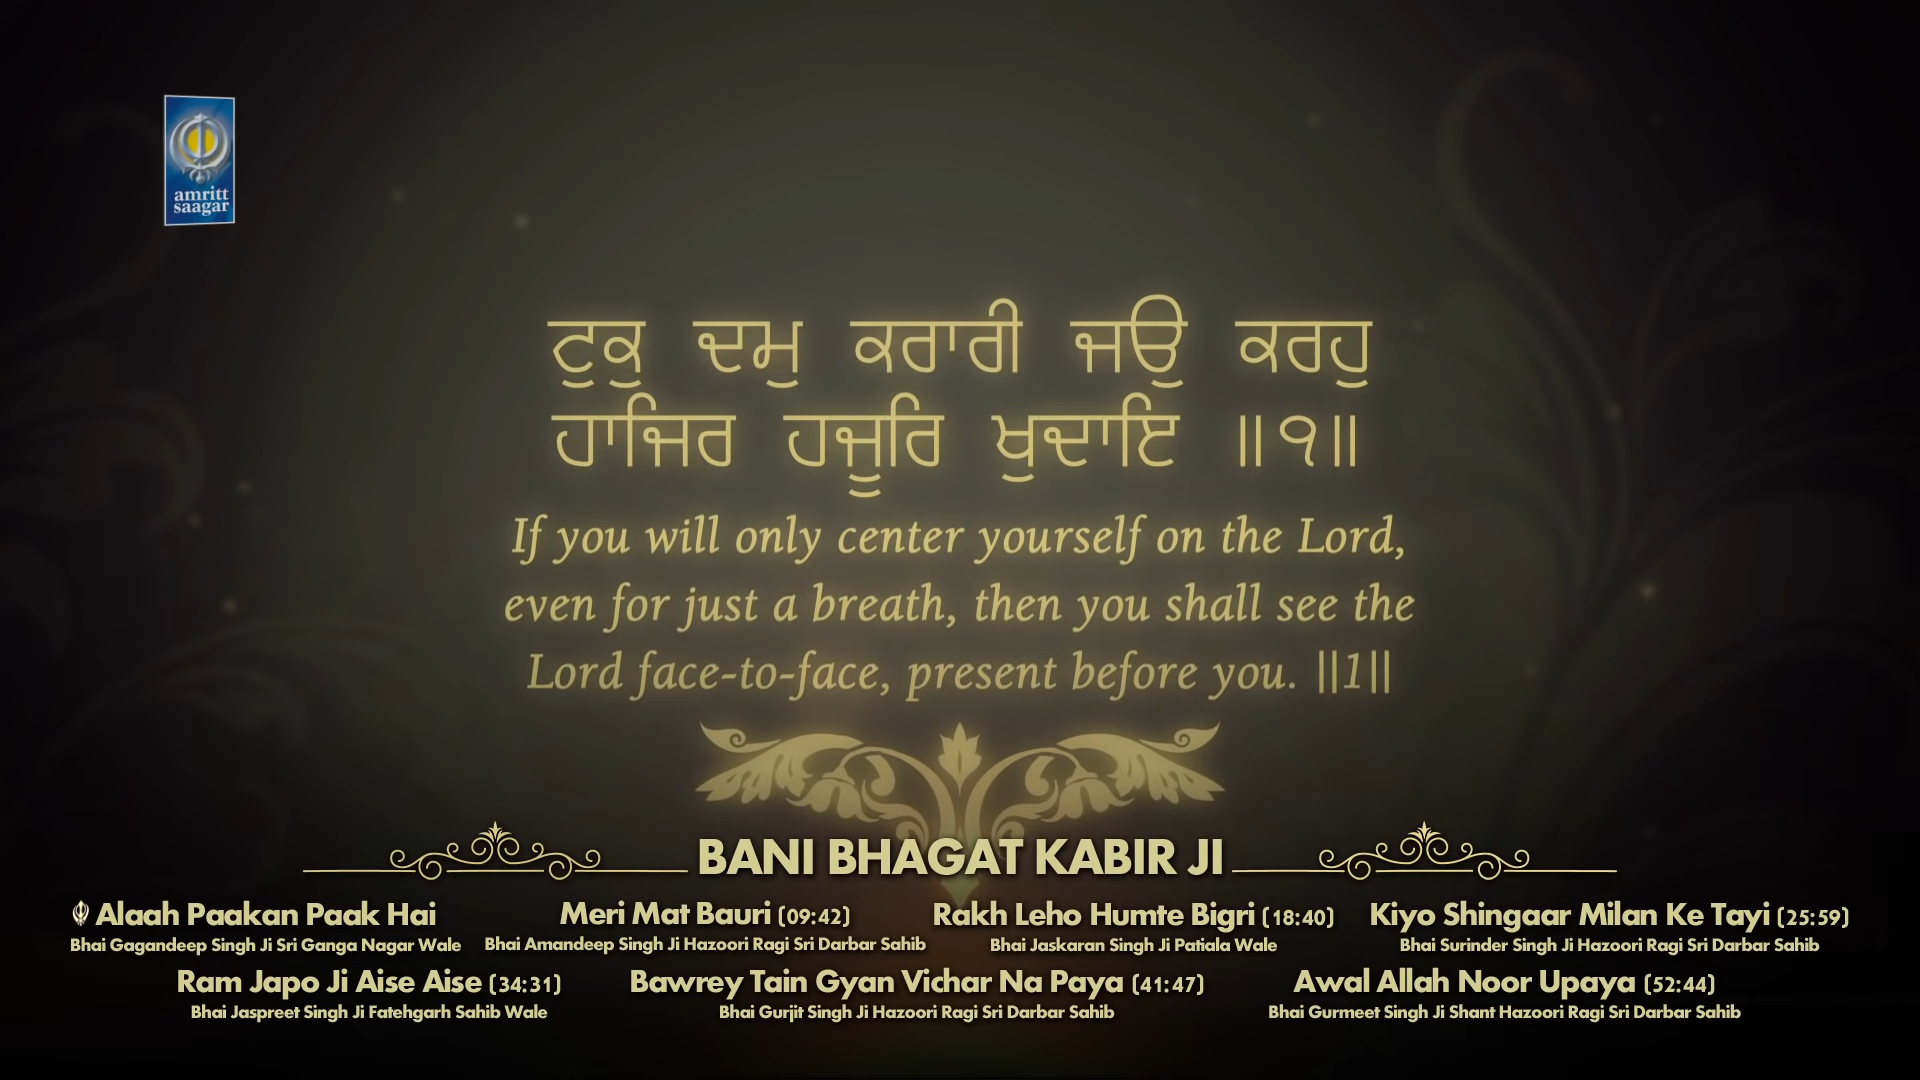 amritt
saagar
ਟੁਕੁ ਦਮੁ ਕਰਾਰੀ ਜਉ ਕਰਹੁ
ਹਾਜਿਰ ਹਜੂਰਿ ਖੁਦਾਇ ॥੧॥
If you will only center yourself on the Lord,
even for just a breath, then you shall see the
Lord face-to-face, present before you. ||1||
BANI BHAGAT KABIR JI
Alaah Paakan Paak Hai
Bhai Gagandeep Singh Ji Sri Ganga Nagar Wale
Meri Mat Bauri (09:42)
Bhai Amandeep Singh Ji Hazoori Ragi Sri Darbar Sahib
Rakh Leho Humte Bigri (18:40)
Bhai Jaskaran Singh Ji Patiala Wale
Kiyo Shingaar Milan Ke Tayi (25:59)
Bhai Surinder Singh Ji Hazoori Ragi Sri Darbar Sahib
Ram Japo Ji Aise Aise (34:31)
Bhai Jaspreet Singh Ji Fatehgarh Sahib Wale
Bawrey Tain Gyan Vichar Na Paya (41:47)
Bhai Gurjit Singh Ji Hazoori Ragi Sri Darbar Sahib
Awal Allah Noor Upaya (52:44)
Bhai Gurmeet Singh Ji Shant Hazoori Ragi Sri Darbar Sahib